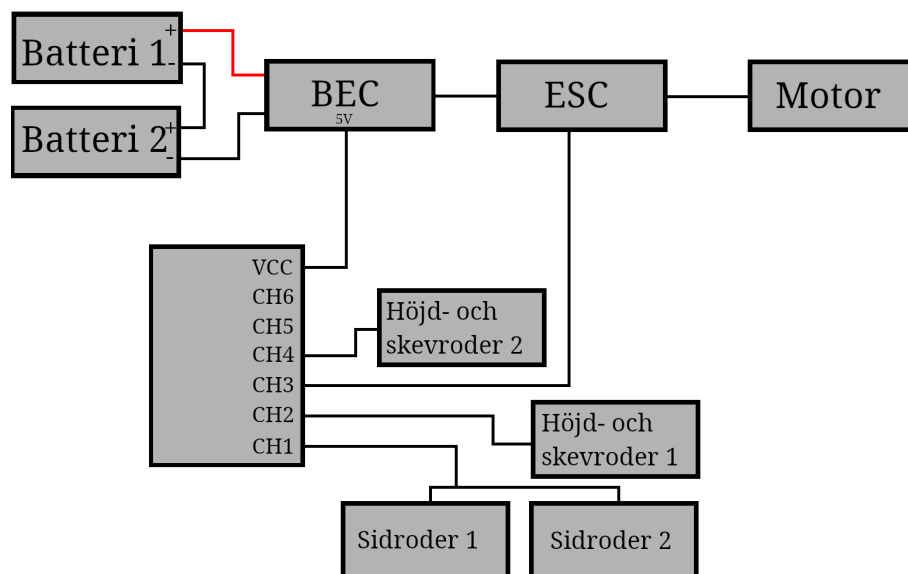 Batteri 1
+
-
Batteri 2
+
-
BEC
5V
ESC
Motor
VCC
CH6
CH5
CH4
CH3
CH2
CH1
Höjd- och
skevroder 2
Höjd- och
skevroder 1
Sidroder 1
Sidroder 2